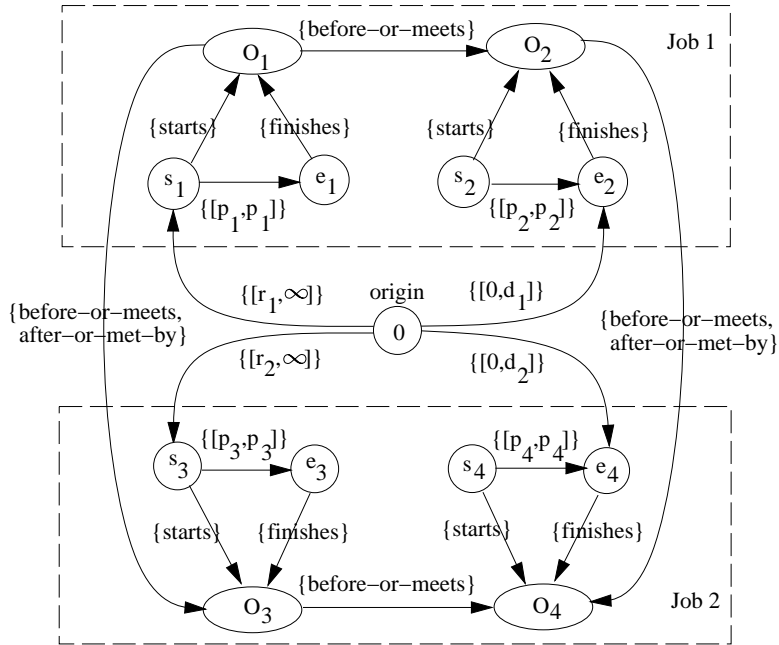 {before−or−meets}
Job 1
O1
O2
{starts}
{finishes}
{starts}
{finishes}
s1
e1
s2
e2
{[p1,p1]}
{[p2,p2]}
{[r1,∞]}
origin
{[0,d1]}
{before−or−meets,
after−or−met−by}
0
{before−or−meets,
after−or−met−by}
{[r2,∞]}
{[0,d2]}
{[p3,p3]}
{[p4,p4]}
s3
e3
s4
e4
{starts}
{finishes}
{starts}
{finishes}
{before−or−meets}
O3
O4
Job 2